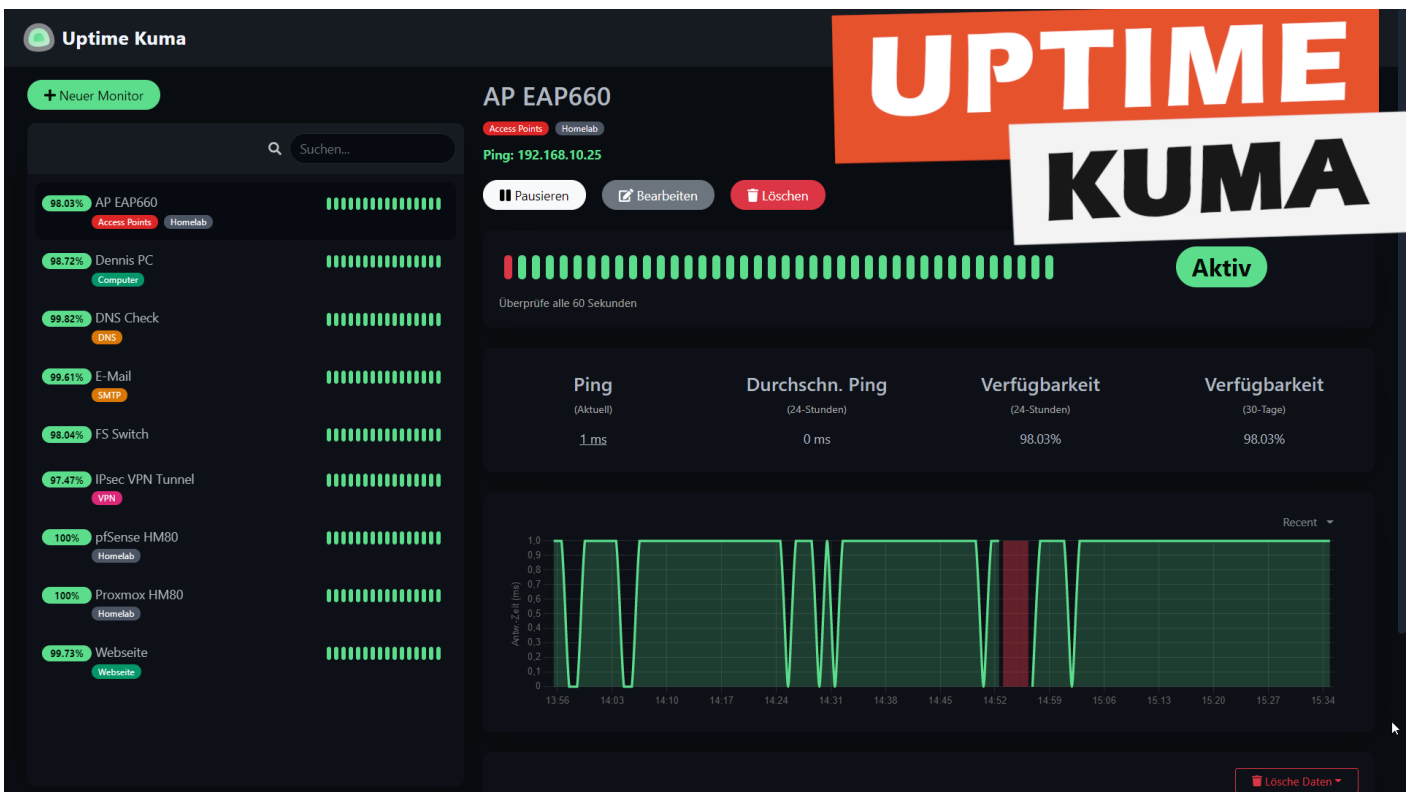 Uptime Kuma
UPTIME
KUMA
+ Neuer Monitor
Suchen...
98.03% AP EAP660
Access Points Homelab
98.72% Dennis PC
Computer
99.82% DNS Check
DNS
99.61% E-Mail
SMTP
98.04% FS Switch
97.47% IPsec VPN Tunnel
VPN
100% pfSense HM80
Homelab
100% Proxmox HM80
Homelab
99.73% Webseite
Webseite
AP EAP660
Access Points Homelab
Ping: 192.168.10.25
Pausieren Bearbeiten Löschen
Aktiv
Überprüfe alle 60 Sekunden
Ping Durchschn. Ping Verfügbarkeit Verfügbarkeit
(Aktuell) (24-Stunden) (24-Stunden) (30-Tage)
1 ms 0 ms 98.03% 98.03%
Recent
Antw.-Zeit (ms)
1,0
0,9
0,8
0,7
0,6
0,5
0,4
0,3
0,2
0,1
0
13:56 14:03 14:10 14:17 14:24 14:31 14:38 14:45 14:52 14:59 15:06 15:13 15:20 15:27 15:34
Lösche Daten